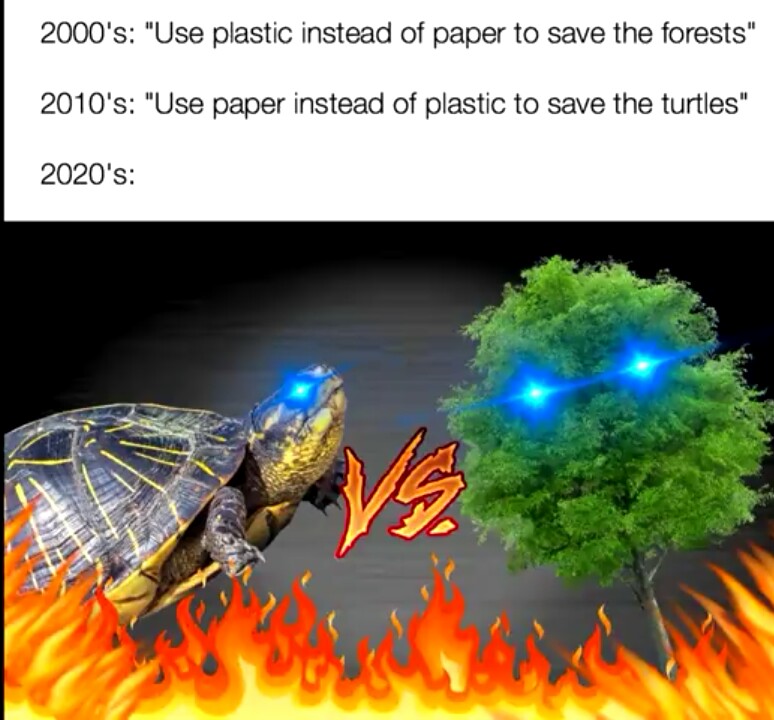 2000's: "Use plastic instead of paper to save the forests"
2010's: "Use paper instead of plastic to save the turtles"
2020's:
VS.